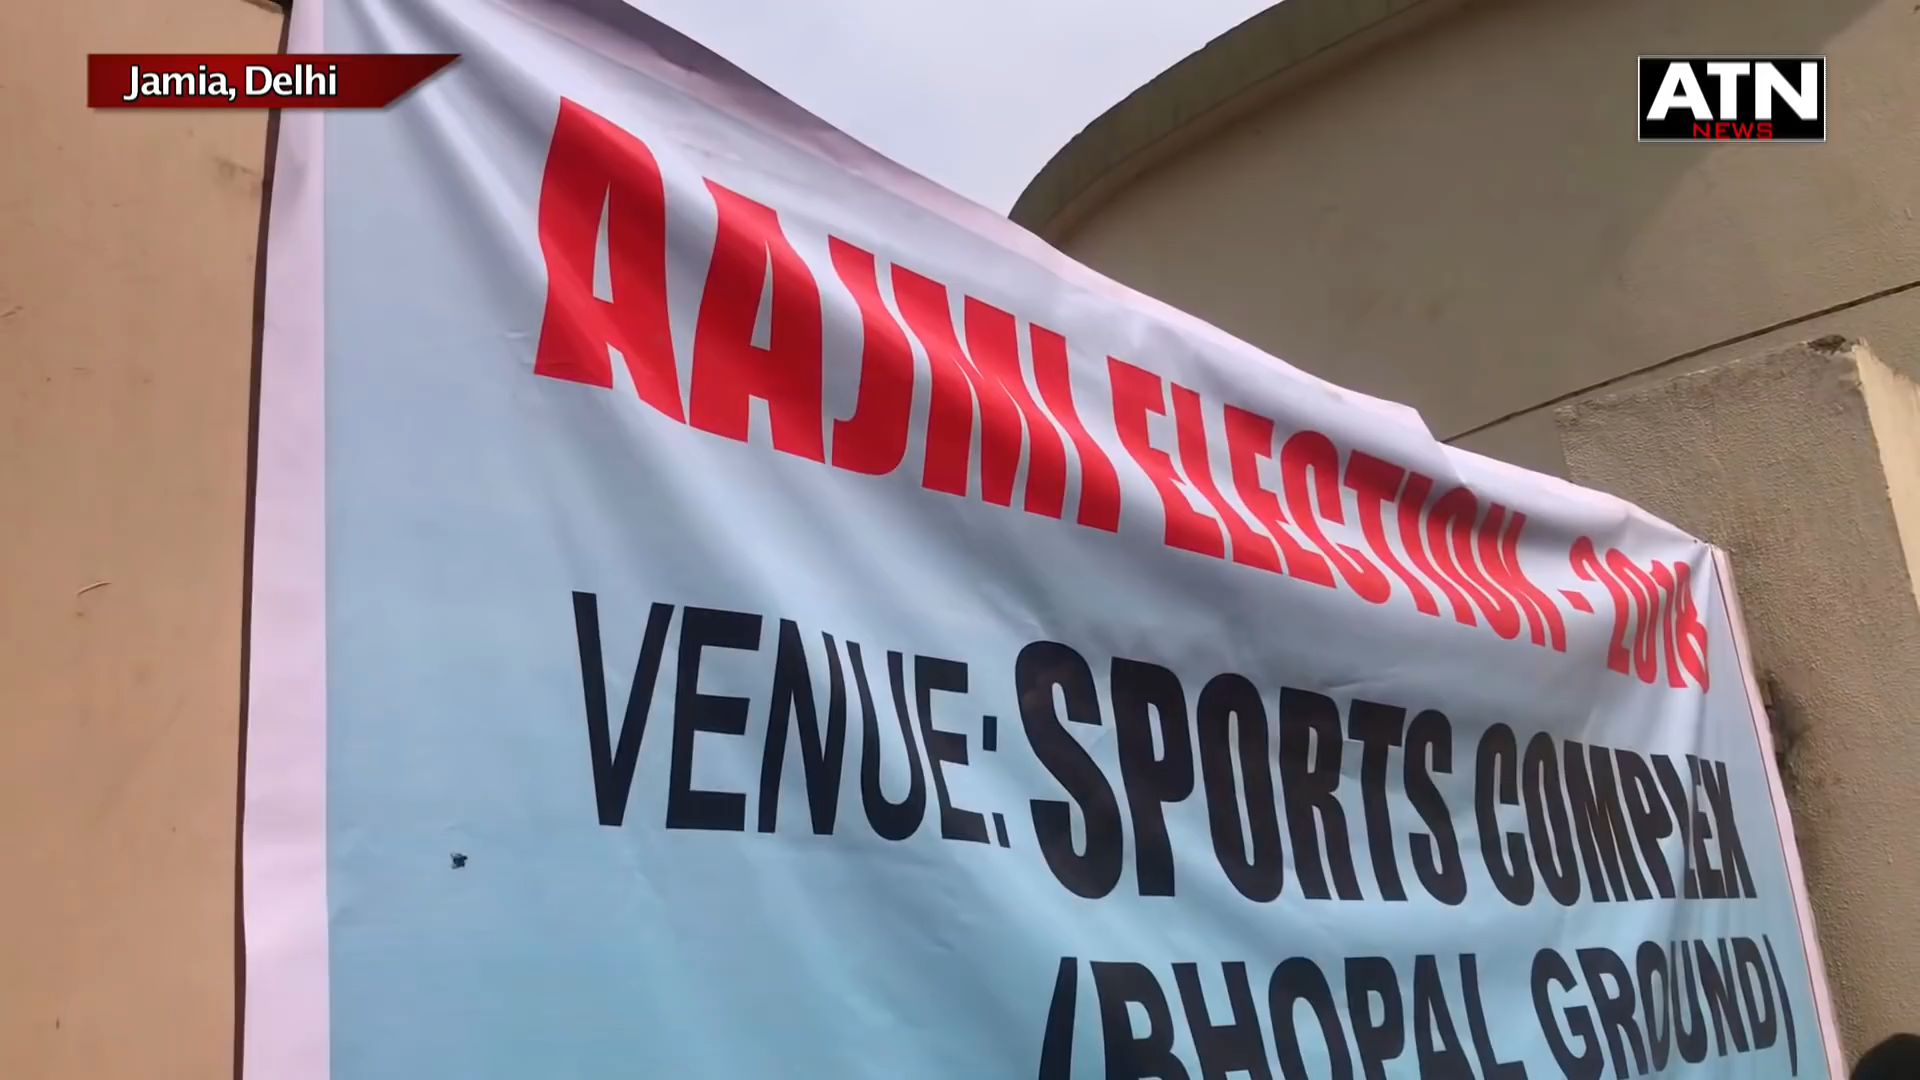 Jamia, Delhi
ATN
NEWS
AAJMI ELECTION - 2018
VENUE: SPORTS COMPLEX
(BHOPAL GROUND)